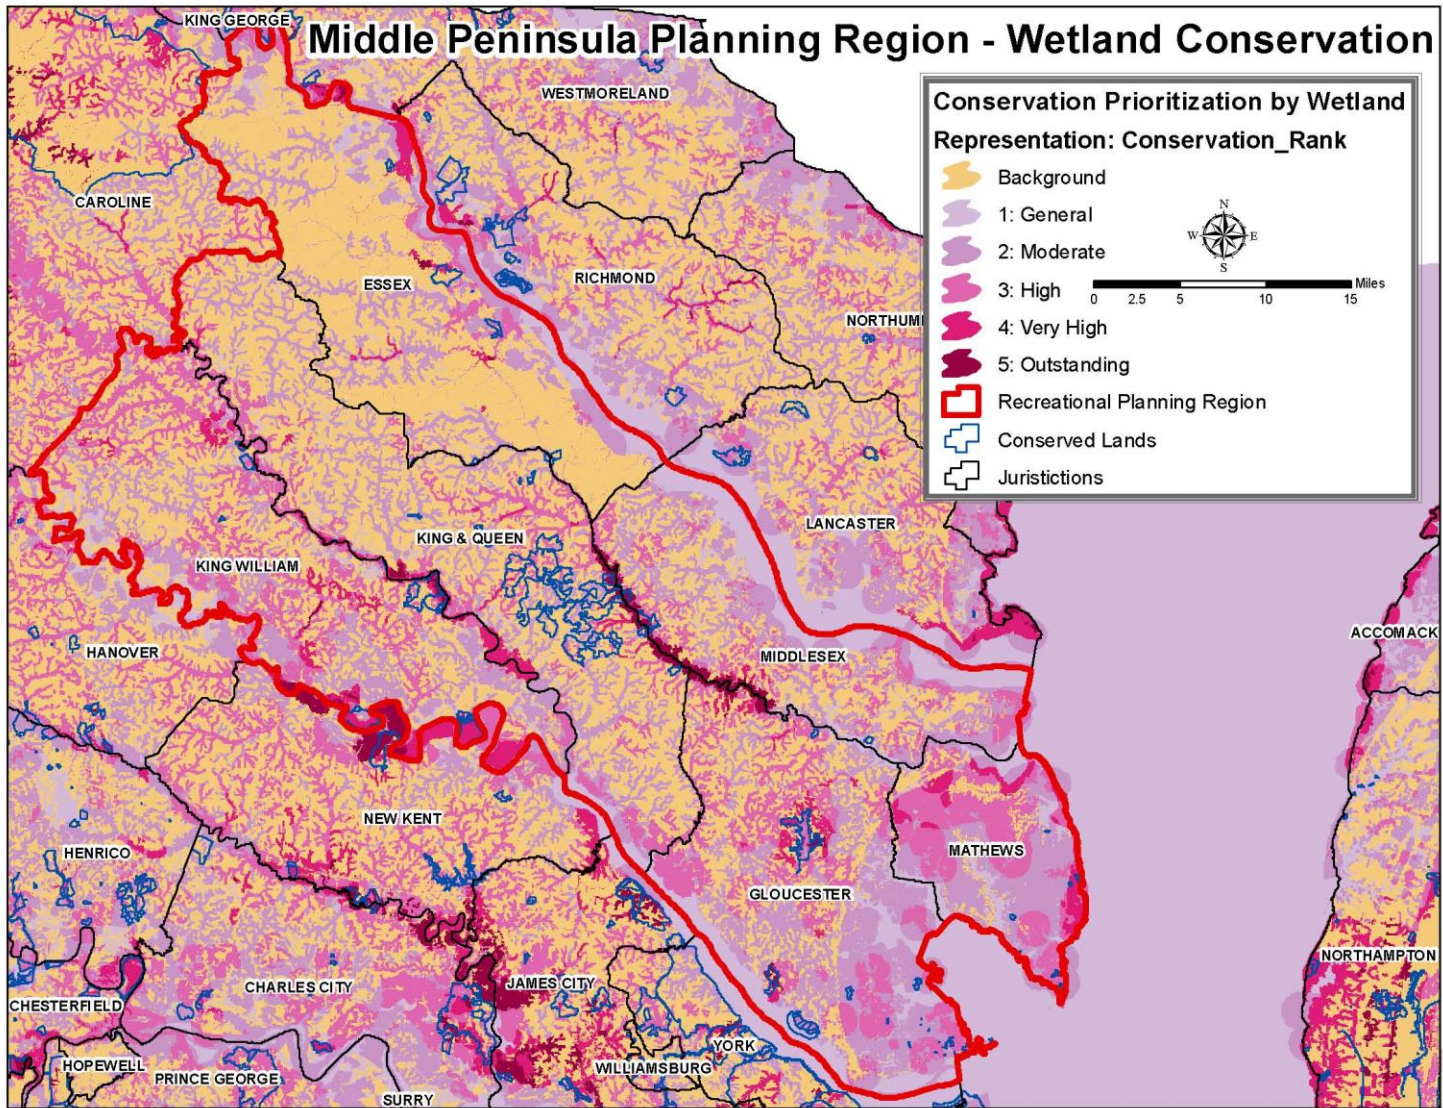 KING GEORGE
Middle Peninsula Planning Region - Wetland Conservation
WESTMORELAND
Conservation Prioritization by Wetland
Representation: Conservation_Rank
Background
1: General
2: Moderate
3: High
4: Very High
5: Outstanding
Recreational Planning Region
Conserved Lands
Juristictions
N
W E
S
Miles
0 2.5 5 10 15
CAROLINE
ESSEX
RICHMOND
NORTHUM
LANCASTER
KING & QUEEN
KING WILLIAM
HANOVER
MIDDLESEX
ACCOMACK
NEW KENT
HENRICO
MATHEWS
GLOUCESTER
NORTHAMPTON
CHARLES CITY
JAMES CITY
CHESTERFIELD
YORK
HOPEWELL
WILLIAMSBURG
PRINCE GEORGE
SURRY